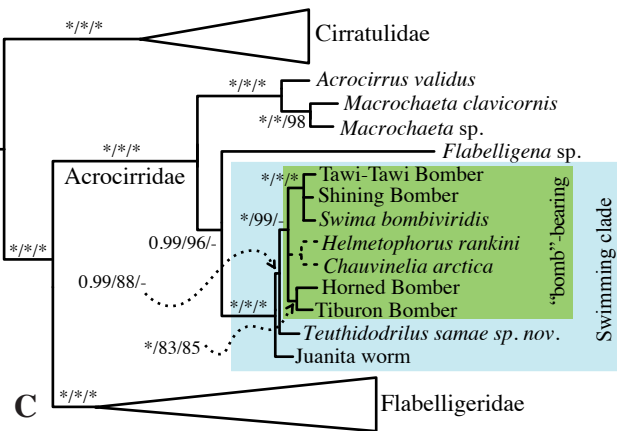 */*/*
Cirratulidae
*/*/*
Acrocirrus validus
Macrochaeta clavicornis
*/*/98
Macrochaeta sp.
*/*/*
Flabelligena sp.
Acrocirridae
*/*/*
Tawi-Tawi Bomber
Shining Bomber
*/99/-
Swima bombiviridis
0.99/96/-
Helmetophorus rankini
*/*/*
Chauvinelia arctica
0.99/88/-
Horned Bomber
*/*/*
Tiburon Bomber
Teuthidodrilus samae sp. nov.
*/83/85
Juanita worm
"bomb"-bearing
Swimming clade
*/*/*
C
Flabelligeridae